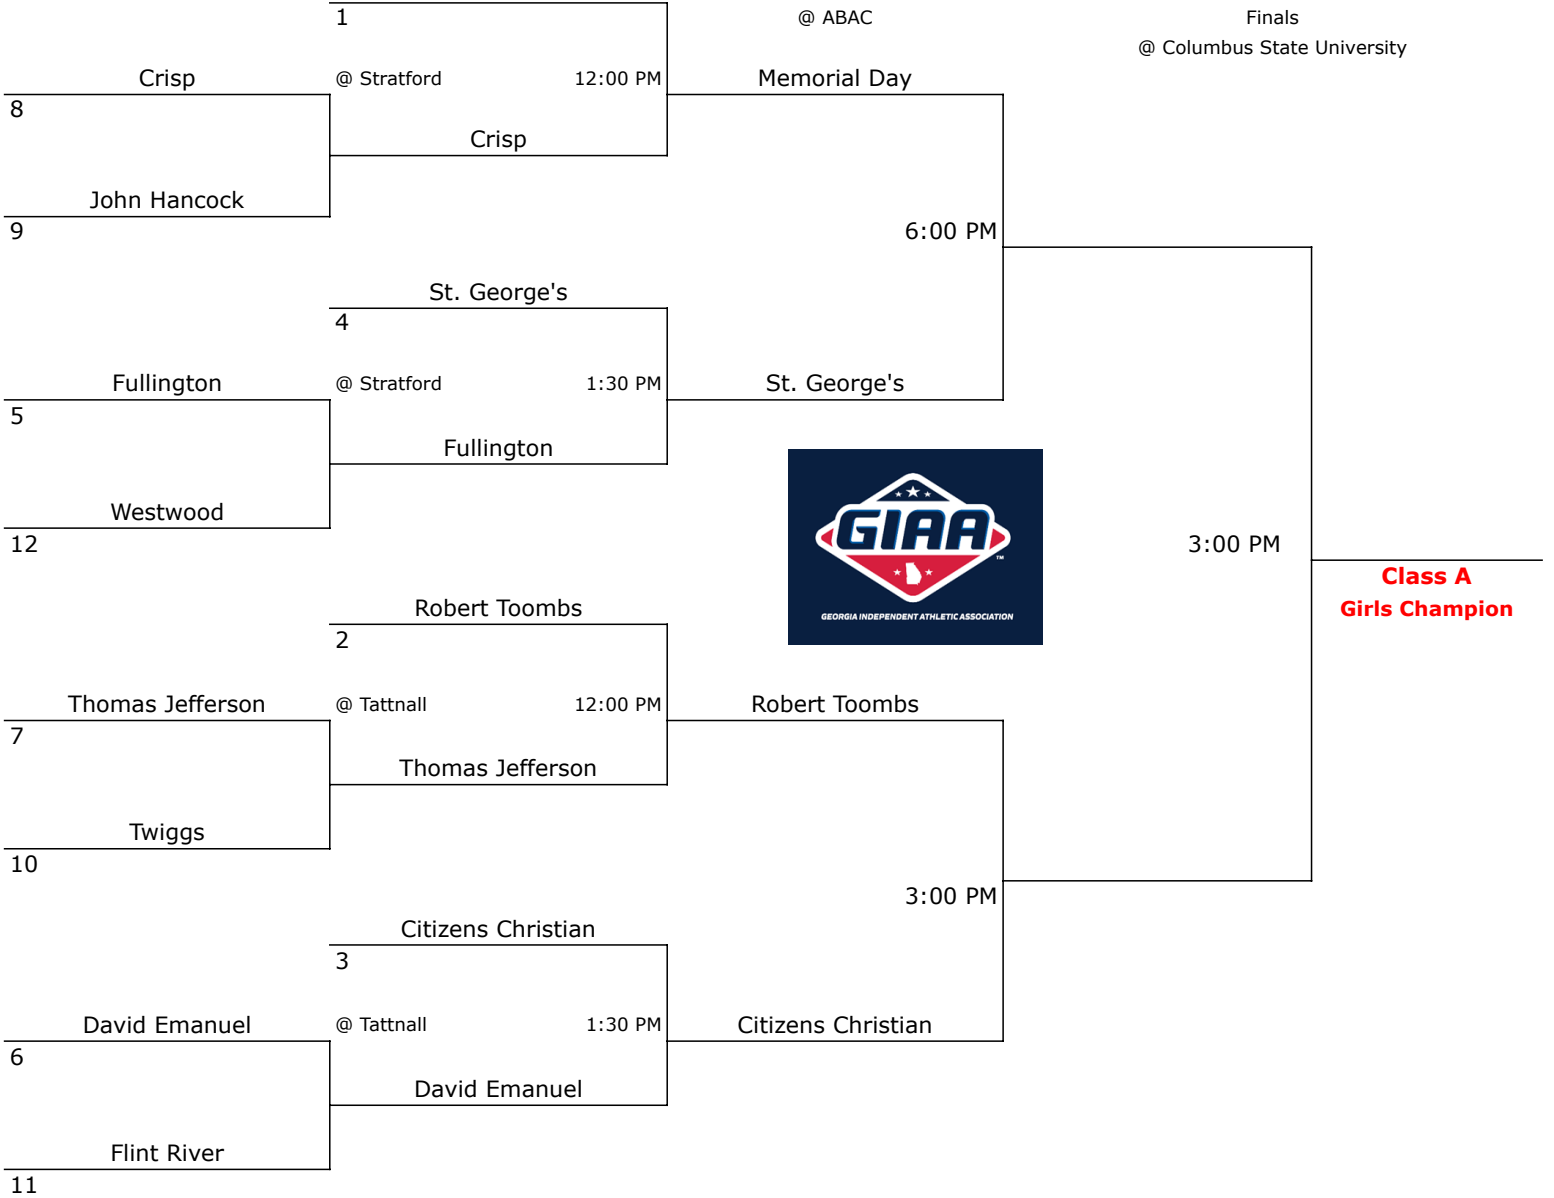 1
@ ABAC
Finals
@ Columbus State University
Crisp
@ Stratford
12:00 PM
Memorial Day
8
Crisp
John Hancock
9
6:00 PM
St. George's
4
Fullington
@ Stratford
1:30 PM
St. George's
5
Fullington
Westwood
12
GIAA
TM
GEORGIA INDEPENDENT ATHLETIC ASSOCIATION
3:00 PM
Class A
Girls Champion
Robert Toombs
2
Thomas Jefferson
@ Tattnall
12:00 PM
Robert Toombs
7
Thomas Jefferson
Twiggs
10
3:00 PM
Citizens Christian
3
David Emanuel
@ Tattnall
1:30 PM
Citizens Christian
6
David Emanuel
Flint River
11